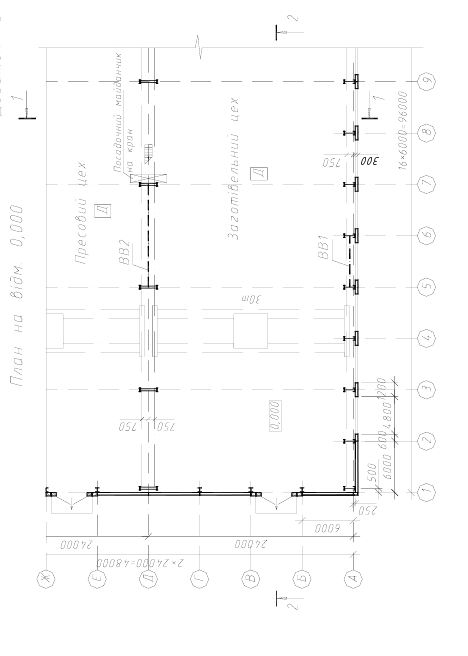 План на відм. 0,000
1
1
2
2
Пресовий цех
Д
Посадочний майданчик
на кран
Заготівельний цех
Д
ВВ2
ВВ1
30т
0,000
750
750
750
300
16×6000=96000
1200
4800
600
6000
500
250
6000
24000
24000
2×24000=48000
Ж
Е
Д
Г
В
Б
А
1
2
3
4
5
6
7
8
9